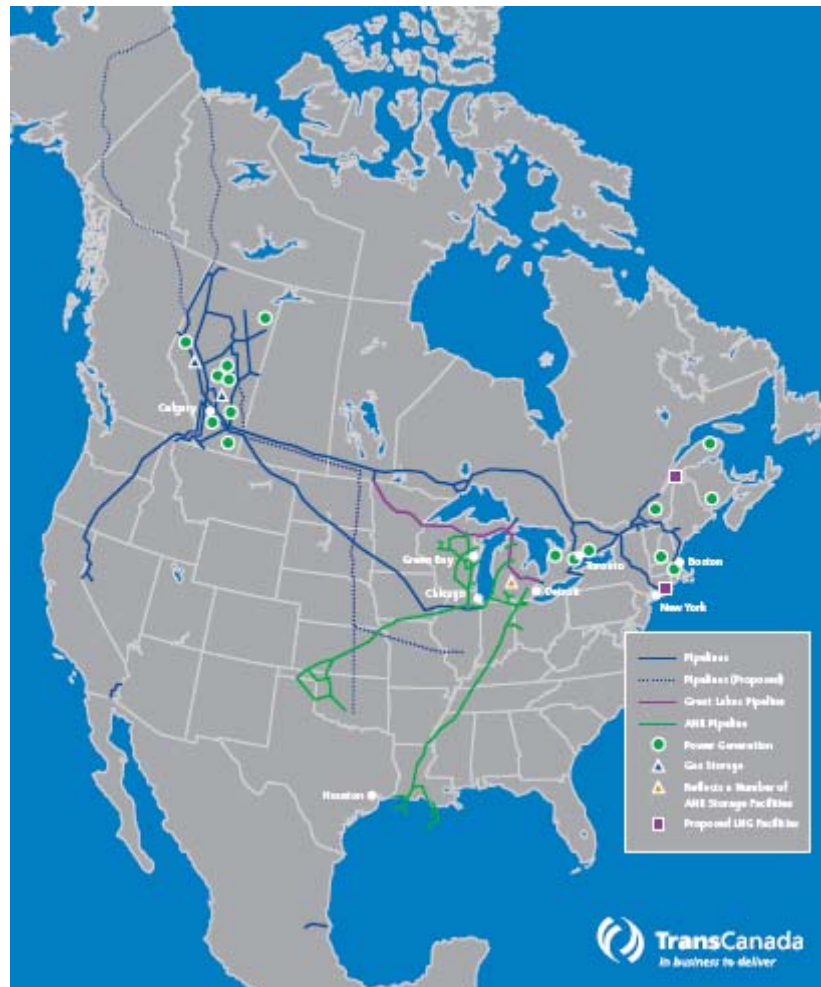 Calgary
Green Bay
Toronto
Boston
Chicago
Detroit
New York
Pipelines
Pipelines (Proposed)
Great Lakes Pipeline
ANR Pipeline
Power Generation
Gas Storage
Reflects a Number of
ANR Storage Facilities
Proposed LNG Facilities
Houston
TransCanada
In business to deliver